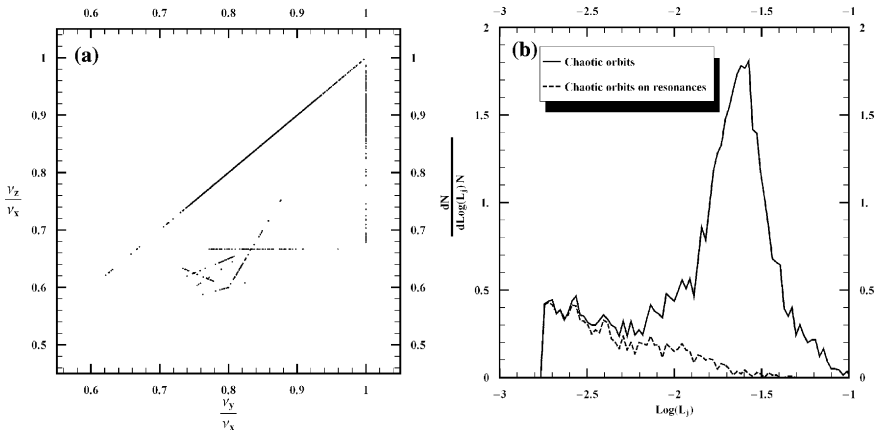 0.6 0.7 0.8 0.9 1
(a)
1 1
0.9 0.9
0.8 0.8
0.7 0.7
0.6 0.6
0.5 0.5
νz
νx
0.6 0.7 0.8 0.9 1
νy
νx
−3 −2.5 −2 −1.5 −1
(b)
Chaotic orbits
Chaotic orbits on resonances
2 2
1.5 1.5
1 1
0.5 0.5
0 0
dN
dLog(Lj) N
−3 −2.5 −2 −1.5 −1
Log(Lj)